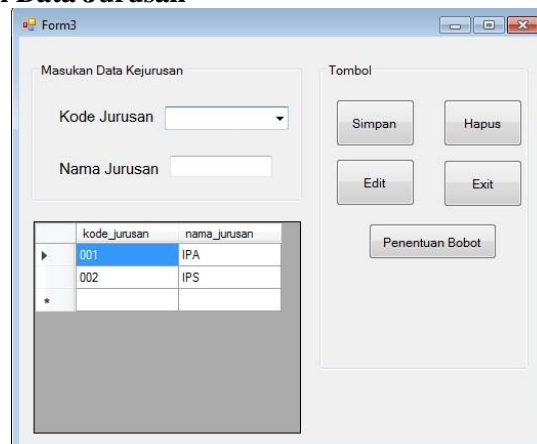 Data Jurusan
Form3
Masukan Data Kejurusan
Kode Jurusan
Nama Jurusan
kode_jurusan nama_jurusan
001 IPA
002 IPS
Tombol
Simpan Hapus
Edit Exit
Penentuan Bobot